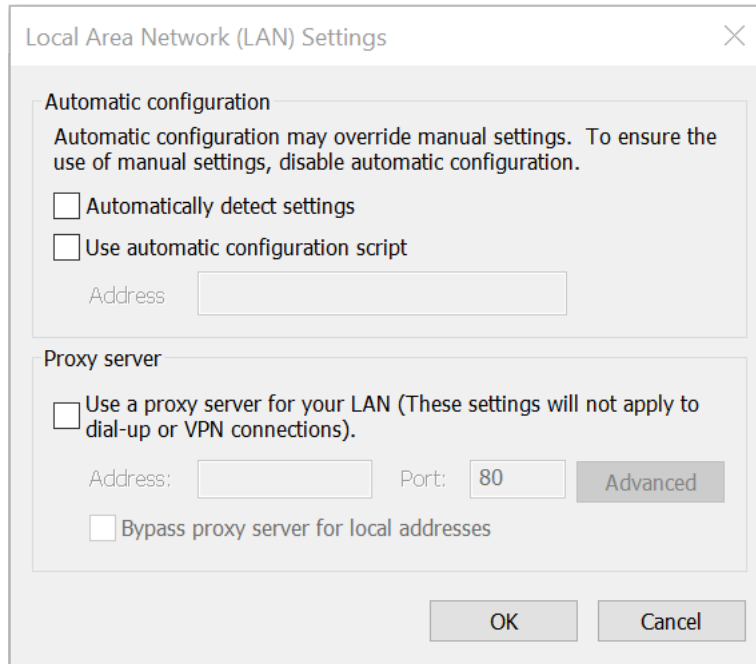 Local Area Network (LAN) Settings
Automatic configuration
Automatic configuration may override manual settings.  To ensure the
use of manual settings, disable automatic configuration.
Automatically detect settings
Use automatic configuration script
Address
Proxy server
Use a proxy server for your LAN (These settings will not apply to
dial-up or VPN connections).
Address: Port: 80 Advanced
Bypass proxy server for local addresses
OK Cancel